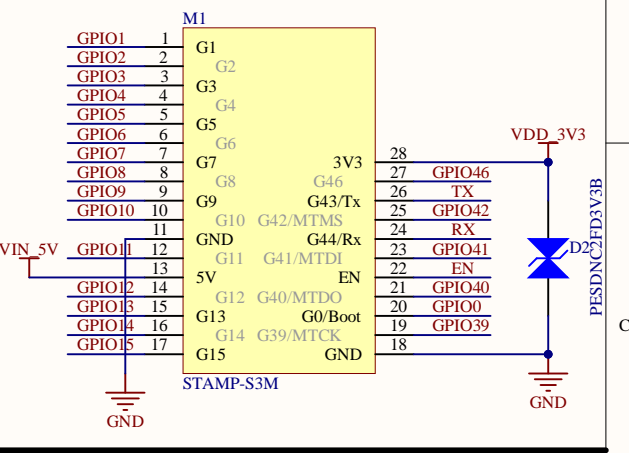 M1
GPIO1 1 G1
GPIO2 2 G2
GPIO3 3 G3
GPIO4 4 G4
GPIO5 5 G5
GPIO6 6 G6
GPIO7 7 G7 3V3 28 VDD_3V3
GPIO8 8 G8 G46 27 GPIO46
GPIO9 9 G9 G43/Tx 26 TX
GPIO10 10 G10 G42/MTMS 25 GPIO42
11 GND G44/Rx 24 RX
VIN_5V GPIO11 12 G11 G41/MTDI 23 GPIO41
13 5V EN 22 EN
GPIO12 14 G12 G40/MTDO 21 GPIO40
GPIO13 15 G13 G0/Boot 20 GPIO0
GPIO14 16 G14 G39/MTCK 19 GPIO39
GPIO15 17 G15 GND 18
D2
PESDNC2FD3V3B
C
STAMP-S3M
GND
GND